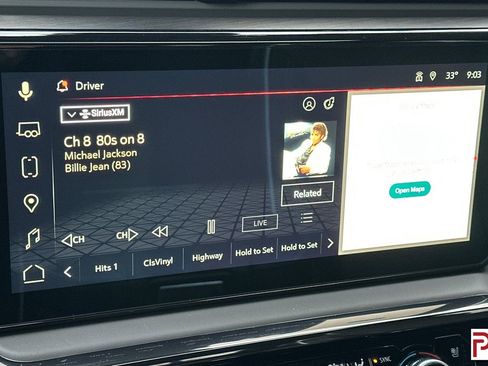 Driver
33° 9:03
SiriusXM
Ch 8 80s on 8
Michael Jackson
Billie Jean (83)
Related
Open Maps
CH CH LIVE
Hits 1 ClsVinyl Highway Hold to Set Hold to Set
SYNC
P